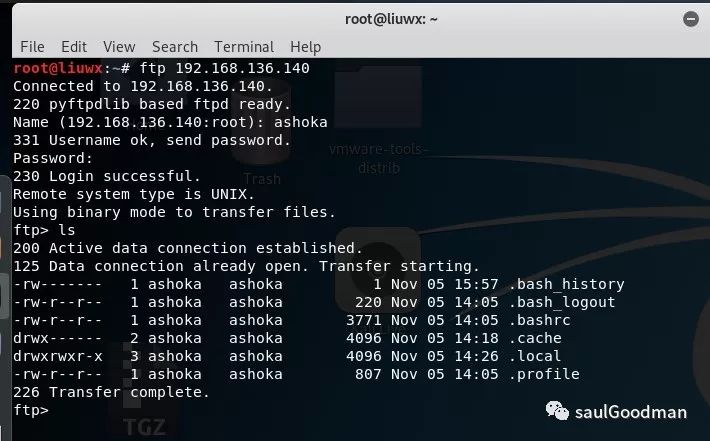 root@liuwx: ~
File Edit View Search Terminal Help
root@liuwx:~# ftp 192.168.136.140
Connected to 192.168.136.140.
220 pyftpdlib based ftpd ready.
Name (192.168.136.140:root): ashoka
331 Username ok, send password.
Password:
230 Login successful.
Remote system type is UNIX.
Using binary mode to transfer files.
ftp> ls
200 Active data connection established.
125 Data connection already open. Transfer starting.
-rw------- 1 ashoka ashoka 1 Nov 05 15:57 .bash_history
-rw-r--r-- 1 ashoka ashoka 220 Nov 05 14:05 .bash_logout
-rw-r--r-- 1 ashoka ashoka 3771 Nov 05 14:05 .bashrc
drwx------ 2 ashoka ashoka 4096 Nov 05 14:18 .cache
drwxrwxr-x 3 ashoka ashoka 4096 Nov 05 14:26 .local
-rw-r--r-- 1 ashoka ashoka 807 Nov 05 14:05 .profile
226 Transfer complete.
ftp>
Trash
vmware-tools-
distrib
TGZ
saulGoodman